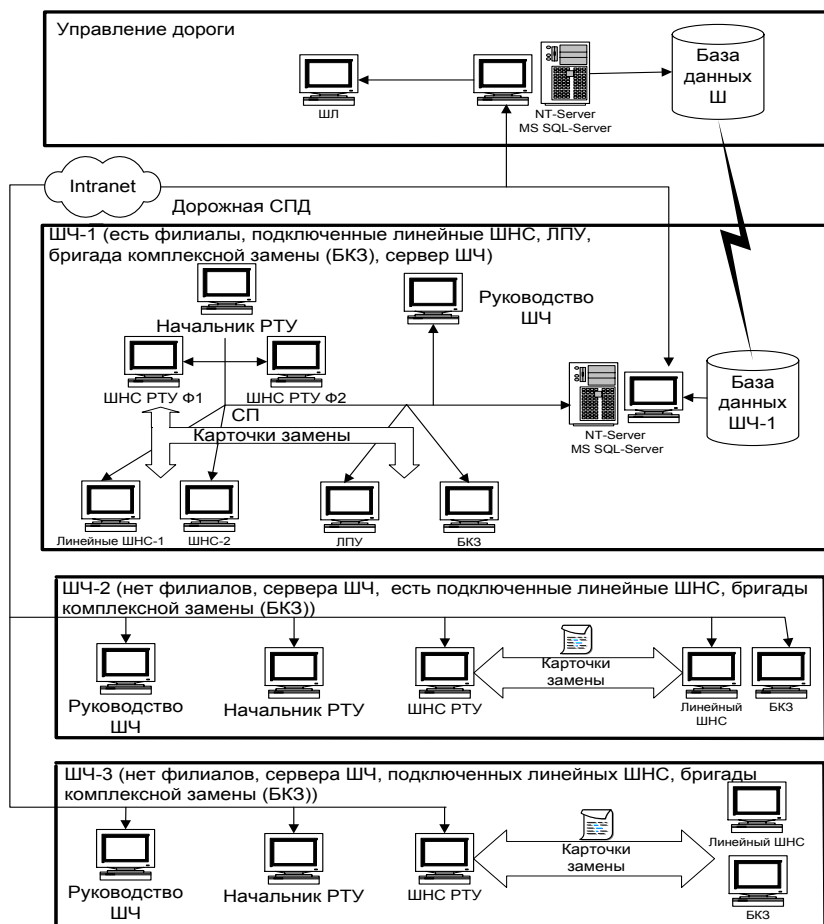 Управление дороги
ШЛ
NT-Server
MS SQL-Server
База
данных
Ш
Intranet
Дорожная СПД
ШЧ-1 (есть филиалы, подключенные линейные ШНС, ЛПУ,
бригада комплексной замены (БКЗ), сервер ШЧ)
Начальник РТУ
Руководство
ШЧ
ШНС РТУ Ф1
ШНС РТУ Ф2
СП
Карточки замены
NT-Server
MS SQL-Server
База
данных
ШЧ-1
Линейные ШНС-1
ШНС-2
ЛПУ
БКЗ
ШЧ-2 (нет филиалов, сервера ШЧ, есть подключенные линейные ШНС, бригады
комплексной замены (БКЗ))
Руководство
ШЧ
Начальник РТУ
ШНС РТУ
Карточки
замены
Линейный
ШНС
БКЗ
ШЧ-3 (нет филиалов, сервера ШЧ, подключенных линейных ШНС, бригады
комплексной замены (БКЗ))
Руководство
ШЧ
Начальник РТУ
ШНС РТУ
Карточки
замены
Линейный ШНС
БКЗ